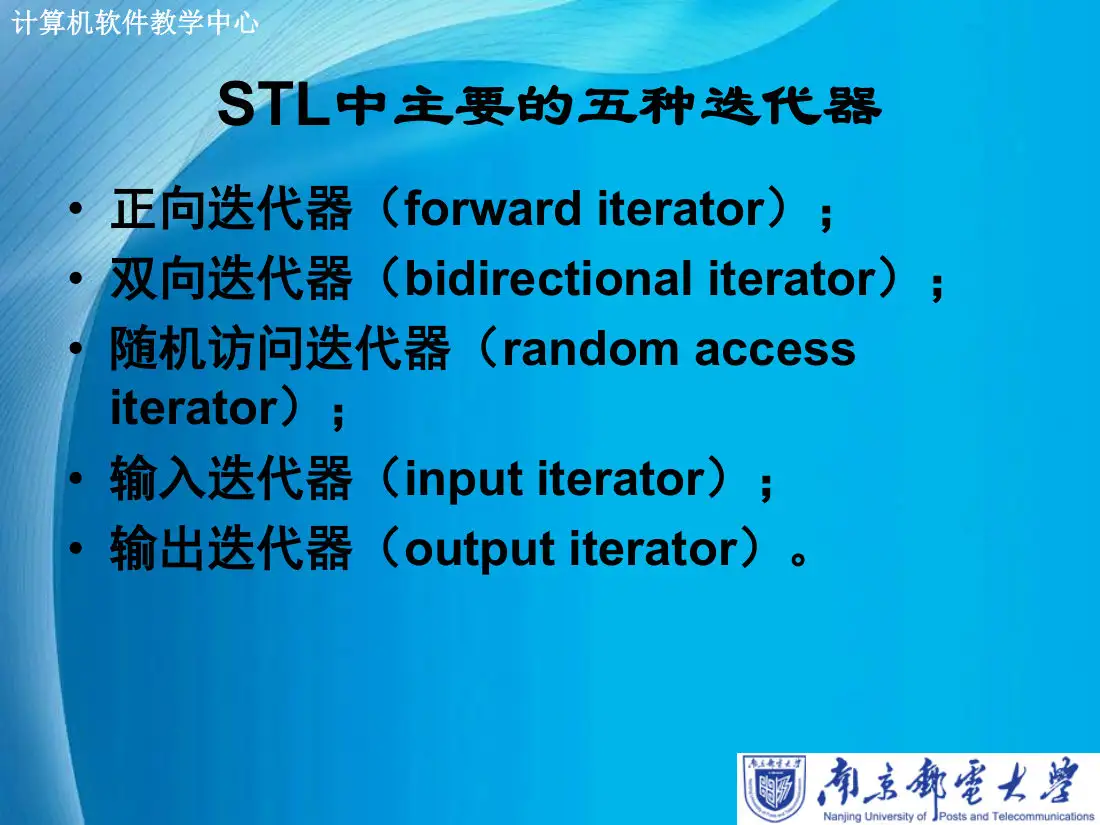 计算机软件教学中心
STL中主要的五种迭代器
• 正向迭代器（forward iterator）；
• 双向迭代器（bidirectional iterator）；
• 随机访问迭代器（random access
iterator）；
• 输入迭代器（input iterator）；
• 输出迭代器（output iterator）。
南京郵電大學
Nanjing University of Posts and Telecommunications